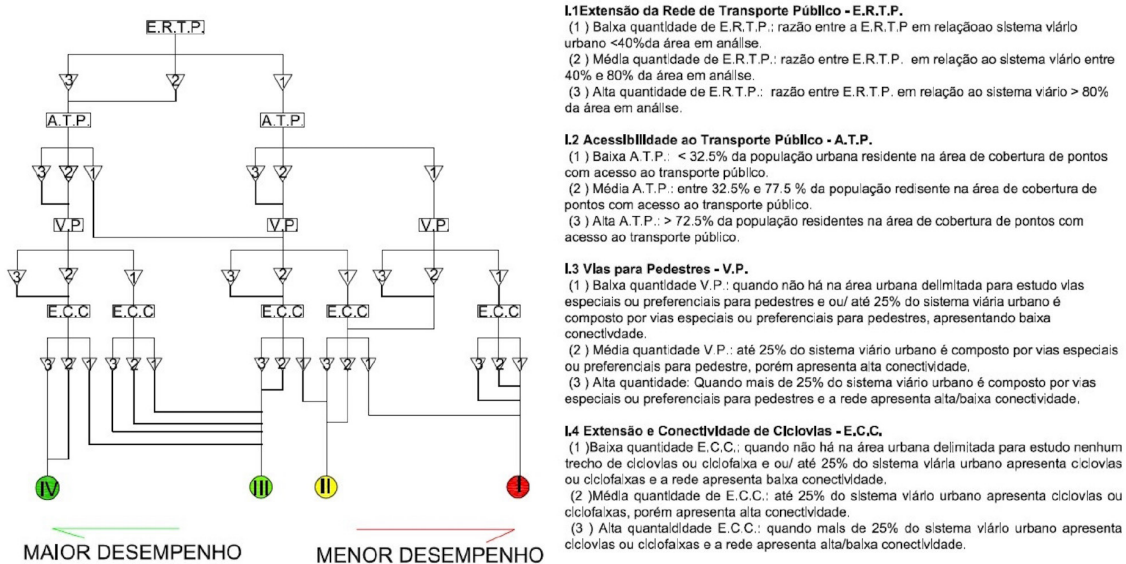 E.R.T.P.
3 2 1
A.T.P. A.T.P.
3 2 1 3 2 1
V.P. V.P. V.P.
3 2 1 3 2 1 3 2 1
E.C.C E.C.C E.C.C E.C.C E.C.C
3 2 1 3 2 1 3 2 1 3 2 1 3 2 1
IV III II I
MAIOR DESEMPENHO MENOR DESEMPENHO
I.1Extensão da Rede de Transporte Público - E.R.T.P.
(1 ) Baixa quantidade de E.R.T.P.: razão entre a E.R.T.P em relaçãoao sistema viário
urbano <40%da área em análise.
(2 ) Média quantidade de E.R.T.P.: razão entre E.R.T.P. em relação ao sistema viário entre
40% e 80% da área em análise.
(3 ) Alta quantidade de E.R.T.P.: razão entre E.R.T.P. em relação ao sistema viário > 80%
da área em análise.
I.2 Acessibilidade ao Transporte Público - A.T.P.
(1 ) Baixa A.T.P.: < 32.5% da população urbana residente na área de cobertura de pontos
com acesso ao transporte público.
(2 ) Média A.T.P.: entre 32.5% e 77.5 % da população redisente na área de cobertura de
pontos com acesso ao transporte público.
(3 ) Alta A.T.P.: > 72.5% da população residentes na área de cobertura de pontos com
acesso ao transporte público.
I.3 Vias para Pedestres - V.P.
(1 ) Baixa quantidade V.P.: quando não há na área urbana delimitada para estudo vias
especiais ou preferenciais para pedestres e ou/ até 25% do sistema viária urbano é
composto por vias especiais ou preferenciais para pedestres, apresentando baixa
conectivdade.
(2 ) Média quantidade V.P.: até 25% do sistema viário urbano é composto por vias especiais
ou preferenciais para pedestre, porém apresenta alta conectividade.
(3 ) Alta quantidade: Quando mais de 25% do sistema viário urbano é composto por vias
especiais ou preferenciais para pedestres e a rede apresenta alta/baixa conectividade.
I.4 Extensão e Conectividade de Ciclovias - E.C.C.
(1 )Baixa quantidade E.C.C.: quando não há na área urbana delimitada para estudo nenhum
trecho de ciclovias ou ciclofaixa e ou/ até 25% do sistema viária urbano apresenta ciclovias
ou ciclofaixas e a rede apresenta baixa conectividade.
(2 )Média quantidade de E.C.C.: até 25% do sistema viário urbano apresenta ciclovias ou
ciclofaixas, porém apresenta alta conectividade.
(3 ) Alta quantaididade E.C.C.: quando mais de 25% do sistema viário urbano apresenta
ciclovias ou ciclofaixas e a rede apresenta alta/baixa conectividade.